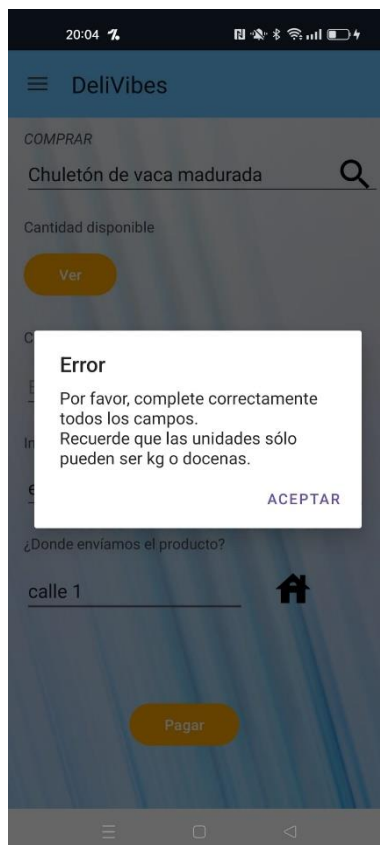 20:04
DeliVibes
COMPRAR
Chuletón de vaca madurada
Cantidad disponible
Ver
Error
Por favor, complete correctamente
todos los campos.
Recuerde que las unidades sólo
pueden ser kg o docenas.
ACEPTAR
¿Donde envíamos el producto?
calle 1
Pagar